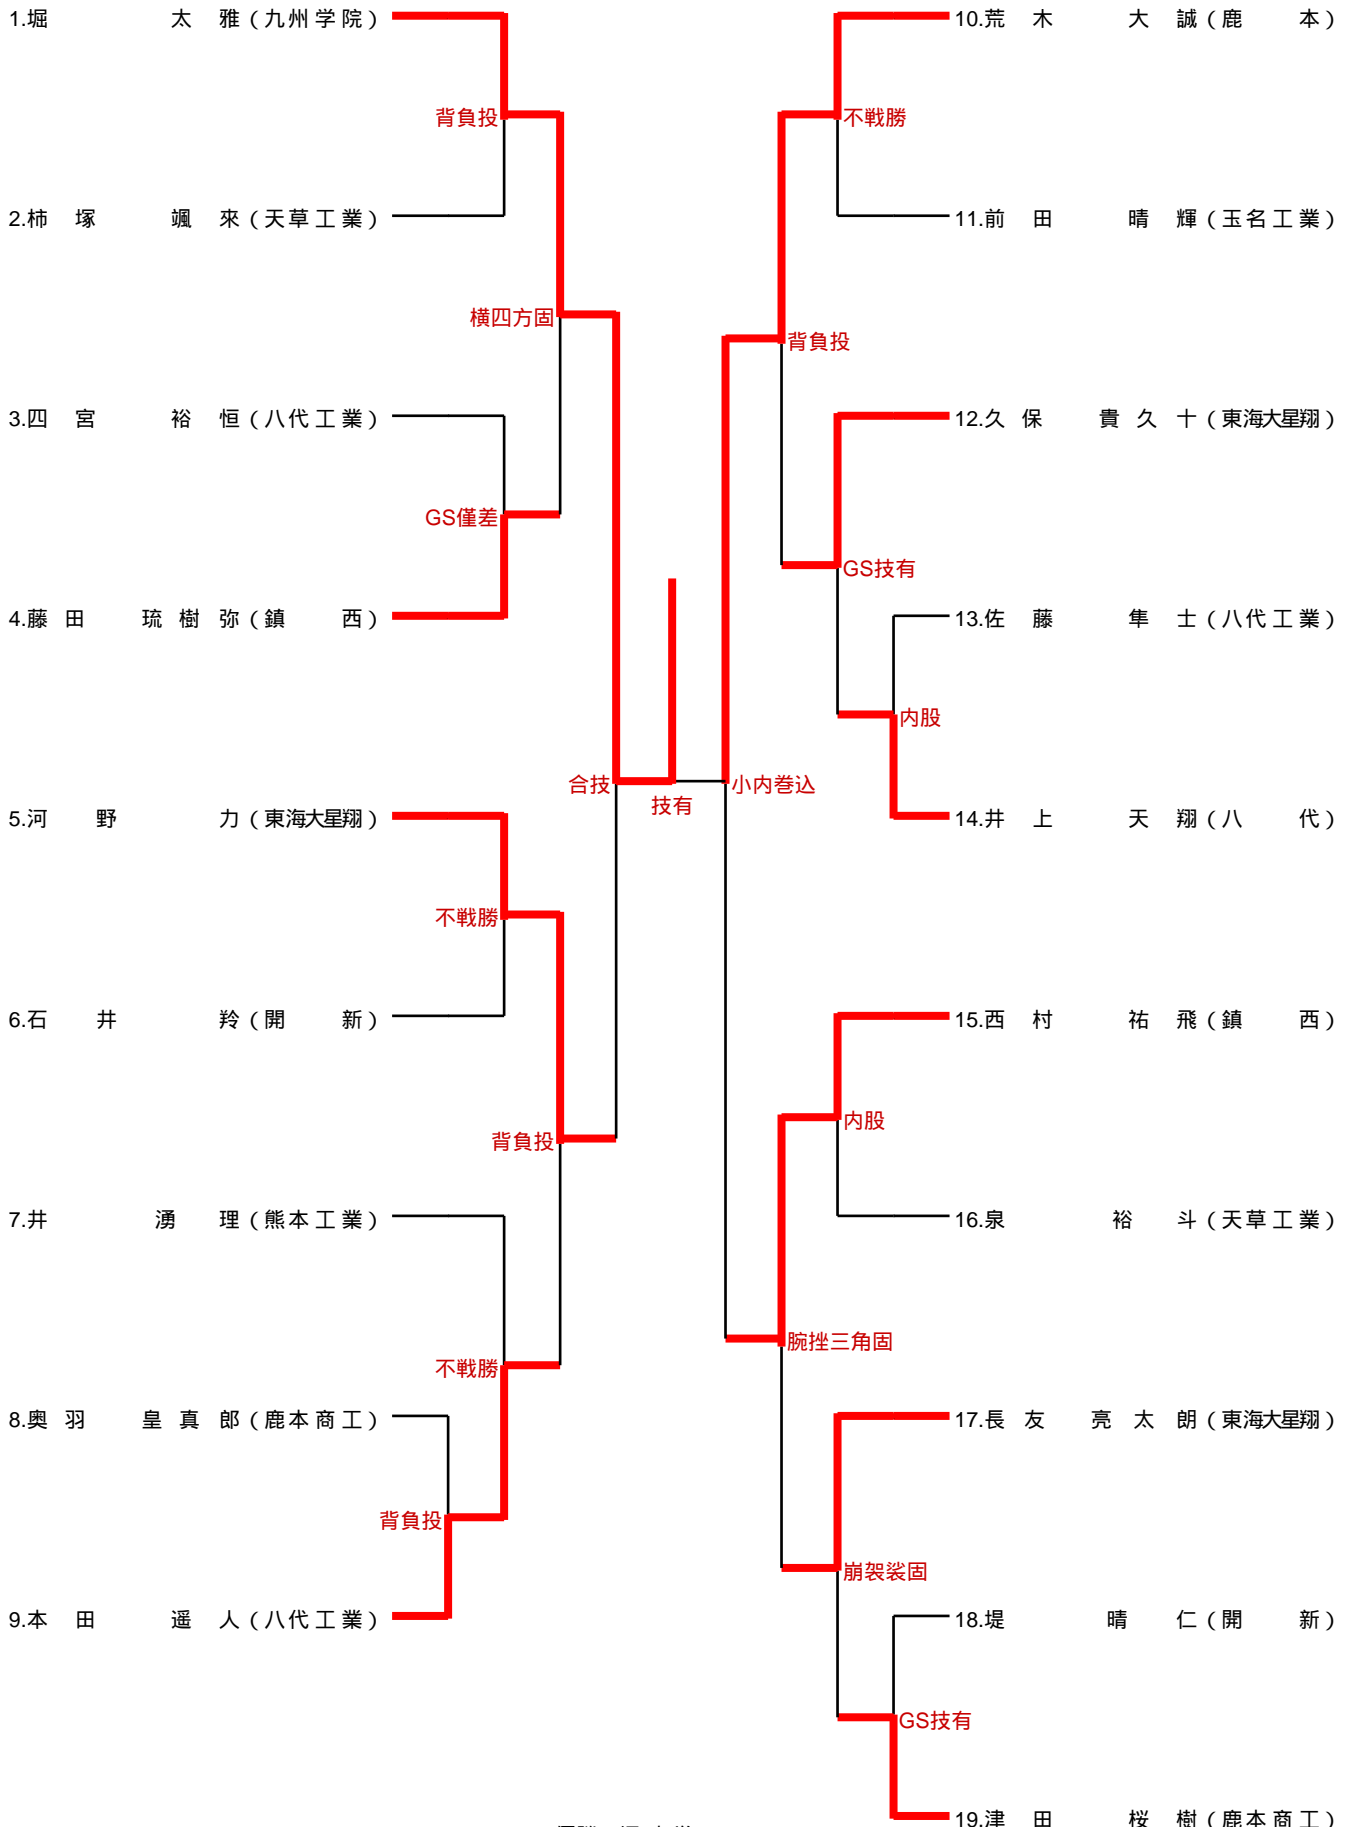 1.堀 太 雅 (九州学院)
背負投
2.柿 塚 颯 來 (天草工業)
横四方固
3.四 宮 裕 恒 (八代工業)
GS僅差
4.藤 田 琉 樹 弥 (鎮 西)
合技
5.河 野 力 (東海大星翔)
不戦勝
6.石 井 羚 (開 新)
背負投
7.井 湧 理 (熊本工業)
不戦勝
8.奥 羽 皇 真 郎 (鹿本商工)
背負投
9.本 田 遥 人 (八代工業)
技有
10.荒 木 大 誠 (鹿 本)
不戦勝
11.前 田 晴 輝 (玉名工業)
背負投
12.久 保 貴 久 十 (東海大星翔)
GS技有
13.佐 藤 隼 士 (八代工業)
内股
小内巻込
14.井 上 天 翔 (八 代)
15.西 村 祐 飛 (鎮 西)
内股
16.泉 裕 斗 (天草工業)
腕挫三角固
17.長 友 亮 太 朗 (東海大星翔)
崩袈裟固
18.堤 晴 仁 (開 新)
GS技有
19.津 田 桜 樹 (鹿本商工)